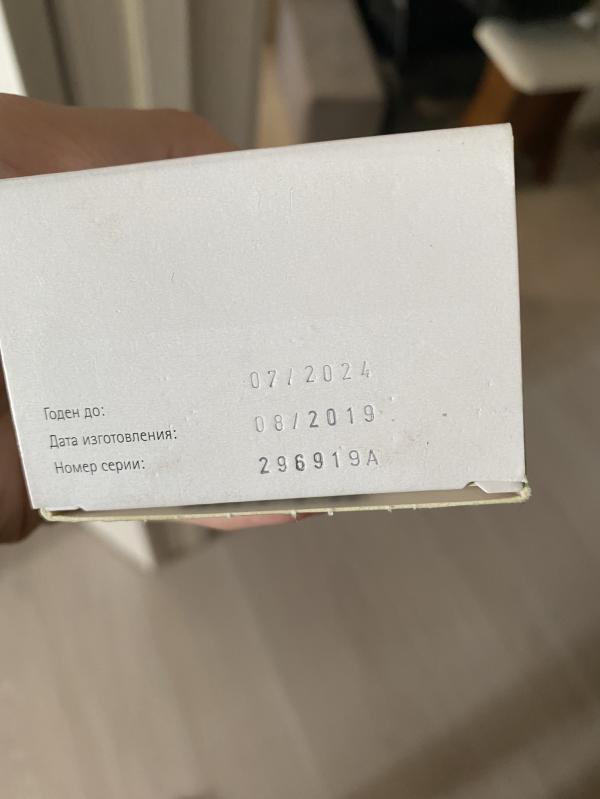 Годен до: 07/2024
Дата изготовления: 08/2019
Номер серии: 296919A